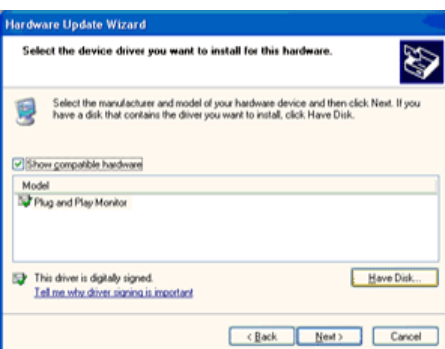 Hardware Update Wizard
Select the device driver you want to install for this hardware.
Select the manufacturer and model of your hardware device and then click Next. If you
have a disk that contains the driver you want to install, click Have Disk.
Show compatible hardware
Model
Plug and Play Monitor
This driver is digitally signed.
Have Disk...
Tell me why driver signing is important
< Back
Next >
Cancel